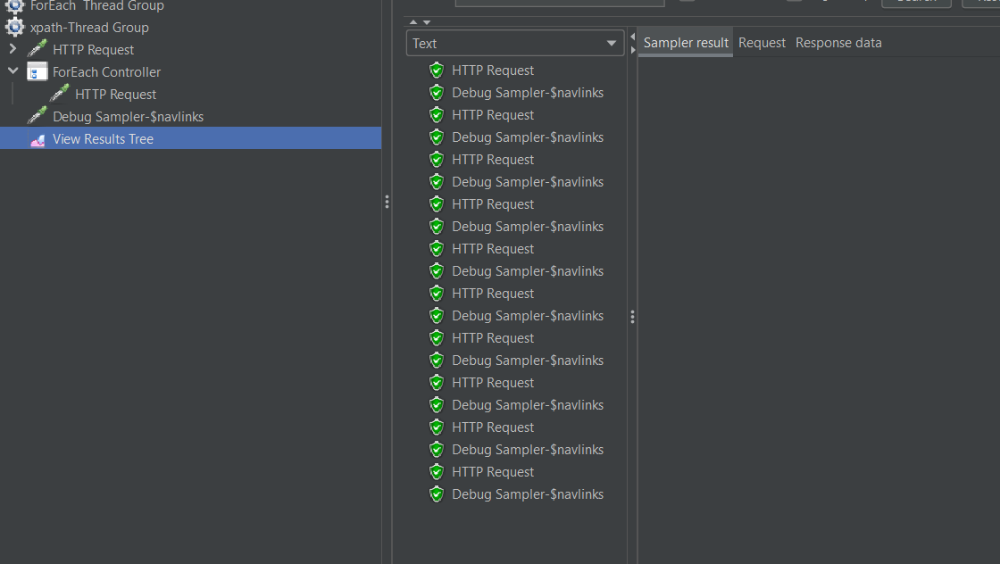 ForEach Thread Group
xpath-Thread Group
HTTP Request
ForEach Controller
HTTP Request
Debug Sampler-$navlinks
View Results Tree
Text
HTTP Request
Debug Sampler-$navlinks
HTTP Request
Debug Sampler-$navlinks
HTTP Request
Debug Sampler-$navlinks
HTTP Request
Debug Sampler-$navlinks
HTTP Request
Debug Sampler-$navlinks
HTTP Request
Debug Sampler-$navlinks
HTTP Request
Debug Sampler-$navlinks
HTTP Request
Debug Sampler-$navlinks
HTTP Request
Debug Sampler-$navlinks
HTTP Request
Debug Sampler-$navlinks
Sampler result Request Response data